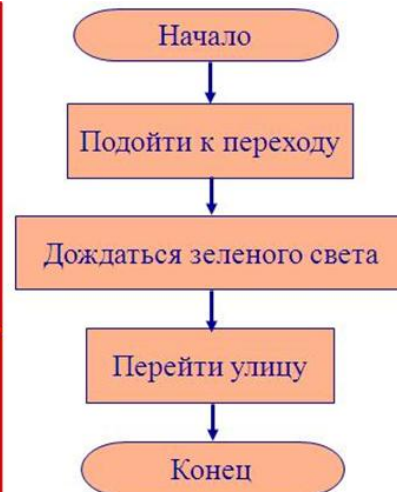 Начало
Подойти к переходу
Дождаться зеленого света
Перейти улицу
Конец